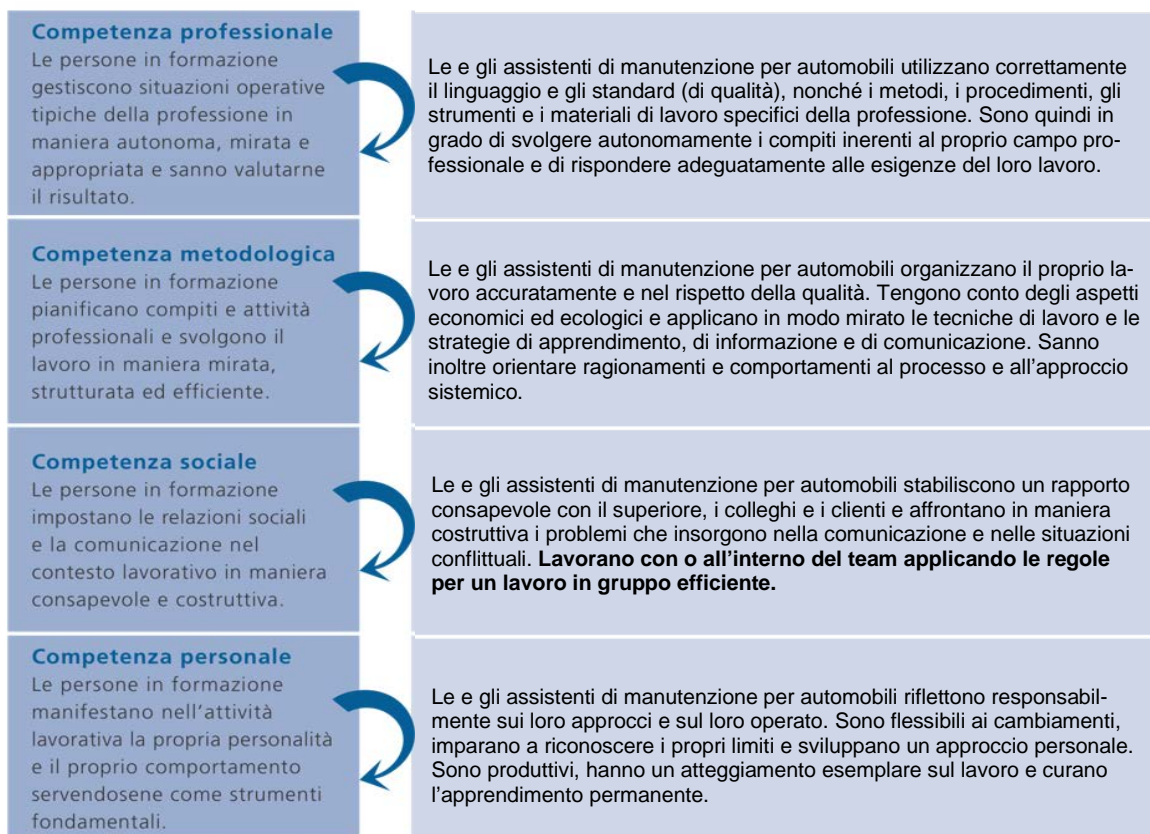 Competenza professionale
Le persone in formazione
gestiscono situazioni operative
tipiche della professione in
maniera autonoma, mirata e
appropriata e sanno valutarne
il risultato.
Le e gli assistenti di manutenzione per automobili utilizzano correttamente
il linguaggio e gli standard (di qualità), nonché i metodi, i procedimenti, gli
strumenti e i materiali di lavoro specifici della professione. Sono quindi in
grado di svolgere autonomamente i compiti inerenti al proprio campo pro-
fessionale e di rispondere adeguatamente alle esigenze del loro lavoro.
Competenza metodologica
Le persone in formazione
pianificano compiti e attività
professionali e svolgono il
lavoro in maniera mirata,
strutturata ed efficiente.
Le e gli assistenti di manutenzione per automobili organizzano il proprio la-
voro accuratamente e nel rispetto della qualità. Tengono conto degli aspetti
economici ed ecologici e applicano in modo mirato le tecniche di lavoro e le
strategie di apprendimento, di informazione e di comunicazione. Sanno
inoltre orientare ragionamenti e comportamenti al processo e all'approccio
sistemico.
Competenza sociale
Le persone in formazione
impostano le relazioni sociali
e la comunicazione nel
contesto lavorativo in maniera
consapevole e costruttiva.
Le e gli assistenti di manutenzione per automobili stabiliscono un rapporto
consapevole con il superiore, i colleghi e i clienti e affrontano in maniera
costruttiva i problemi che insorgono nella comunicazione e nelle situazioni
conflittuali. Lavorano con o all'interno del team applicando le regole
per un lavoro in gruppo efficiente.
Competenza personale
Le persone in formazione
manifestano nell'attività
lavorativa la propria personalità
e il proprio comportamento
servendosene come strumenti
fondamentali.
Le e gli assistenti di manutenzione per automobili riflettono responsabil-
mente sui loro approcci e sul loro operato. Sono flessibili ai cambiamenti,
imparano a riconoscere i propri limiti e sviluppano un approccio personale.
Sono produttivi, hanno un atteggiamento esemplare sul lavoro e curano
l'apprendimento permanente.